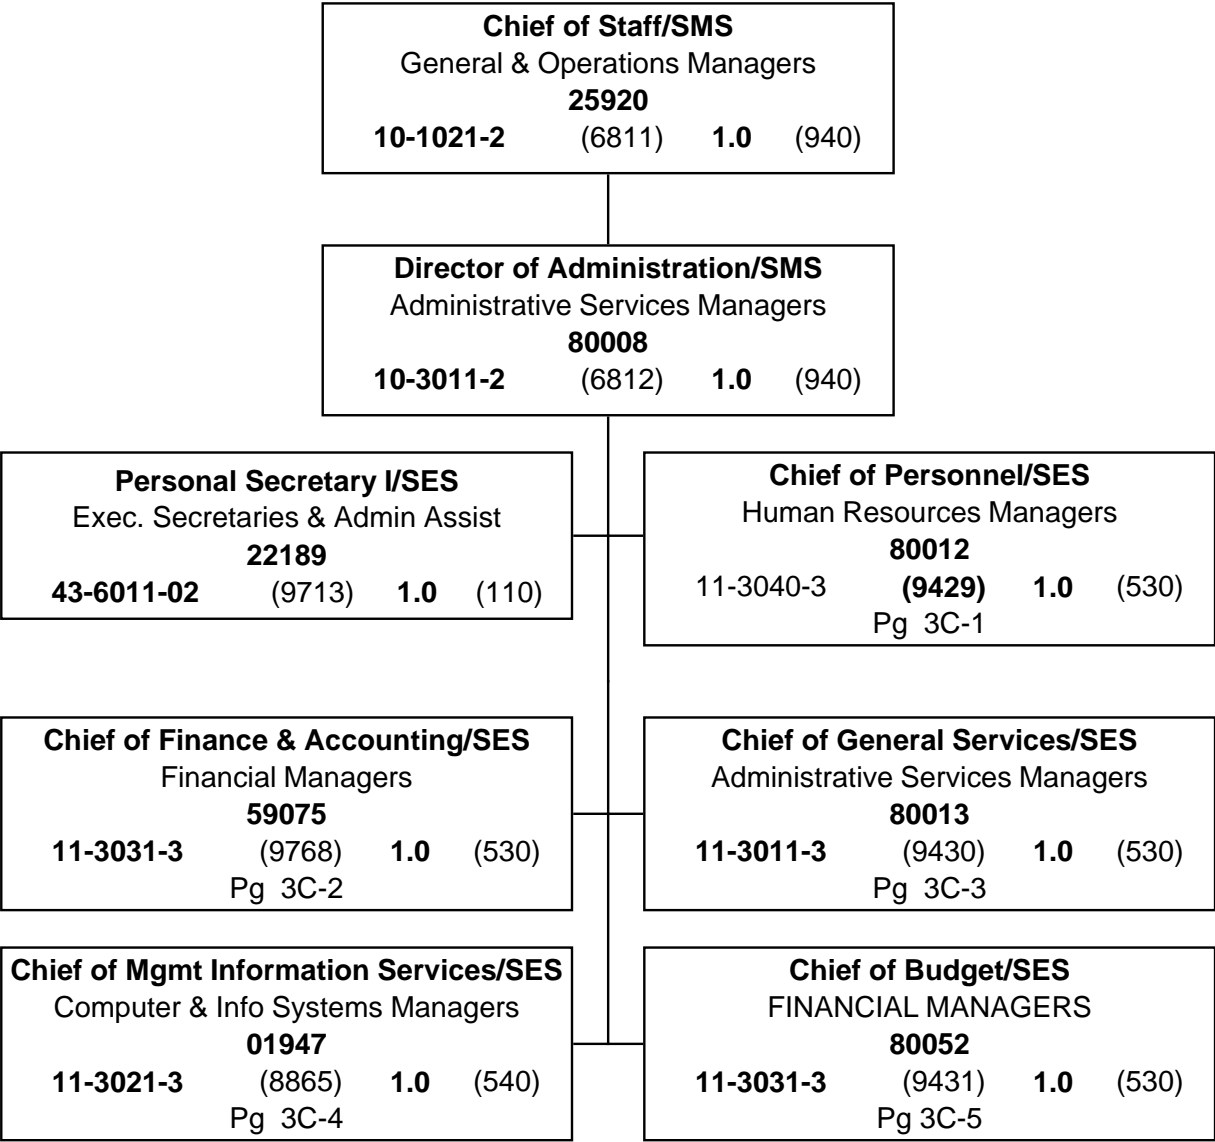 Chief of Staff/SMS
General & Operations Managers
25920
10-1021-2 (6811) 1.0 (940)
Director of Administration/SMS
Administrative Services Managers
80008
10-3011-2 (6812) 1.0 (940)
Personal Secretary I/SES
Exec. Secretaries & Admin Assist
22189
43-6011-02 (9713) 1.0 (110)
Chief of Personnel/SES
Human Resources Managers
80012
11-3040-3 (9429) 1.0 (530)
Pg 3C-1
Chief of Finance & Accounting/SES
Financial Managers
59075
11-3031-3 (9768) 1.0 (530)
Pg 3C-2
Chief of General Services/SES
Administrative Services Managers
80013
11-3011-3 (9430) 1.0 (530)
Pg 3C-3
Chief of Mgmt Information Services/SES
Computer & Info Systems Managers
01947
11-3021-3 (8865) 1.0 (540)
Pg 3C-4
Chief of Budget/SES
FINANCIAL MANAGERS
80052
11-3031-3 (9431) 1.0 (530)
Pg 3C-5